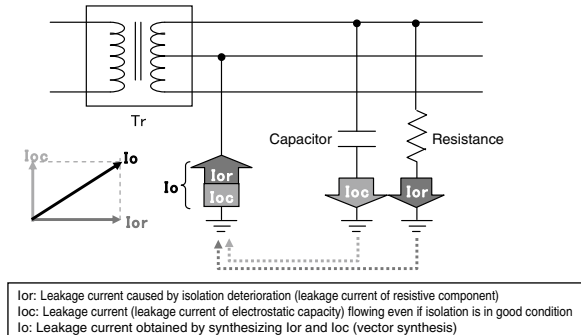 Tr
Capacitor
Resistance
Ioc
Io
Ior
Io
Ior
Ioc
Ioc
Ior
Ior: Leakage current caused by isolation deterioration (leakage current of resistive component)
Ioc: Leakage current (leakage current of electrostatic capacity) flowing even if isolation is in good condition
Io: Leakage current obtained by synthesizing Ior and Ioc (vector synthesis)